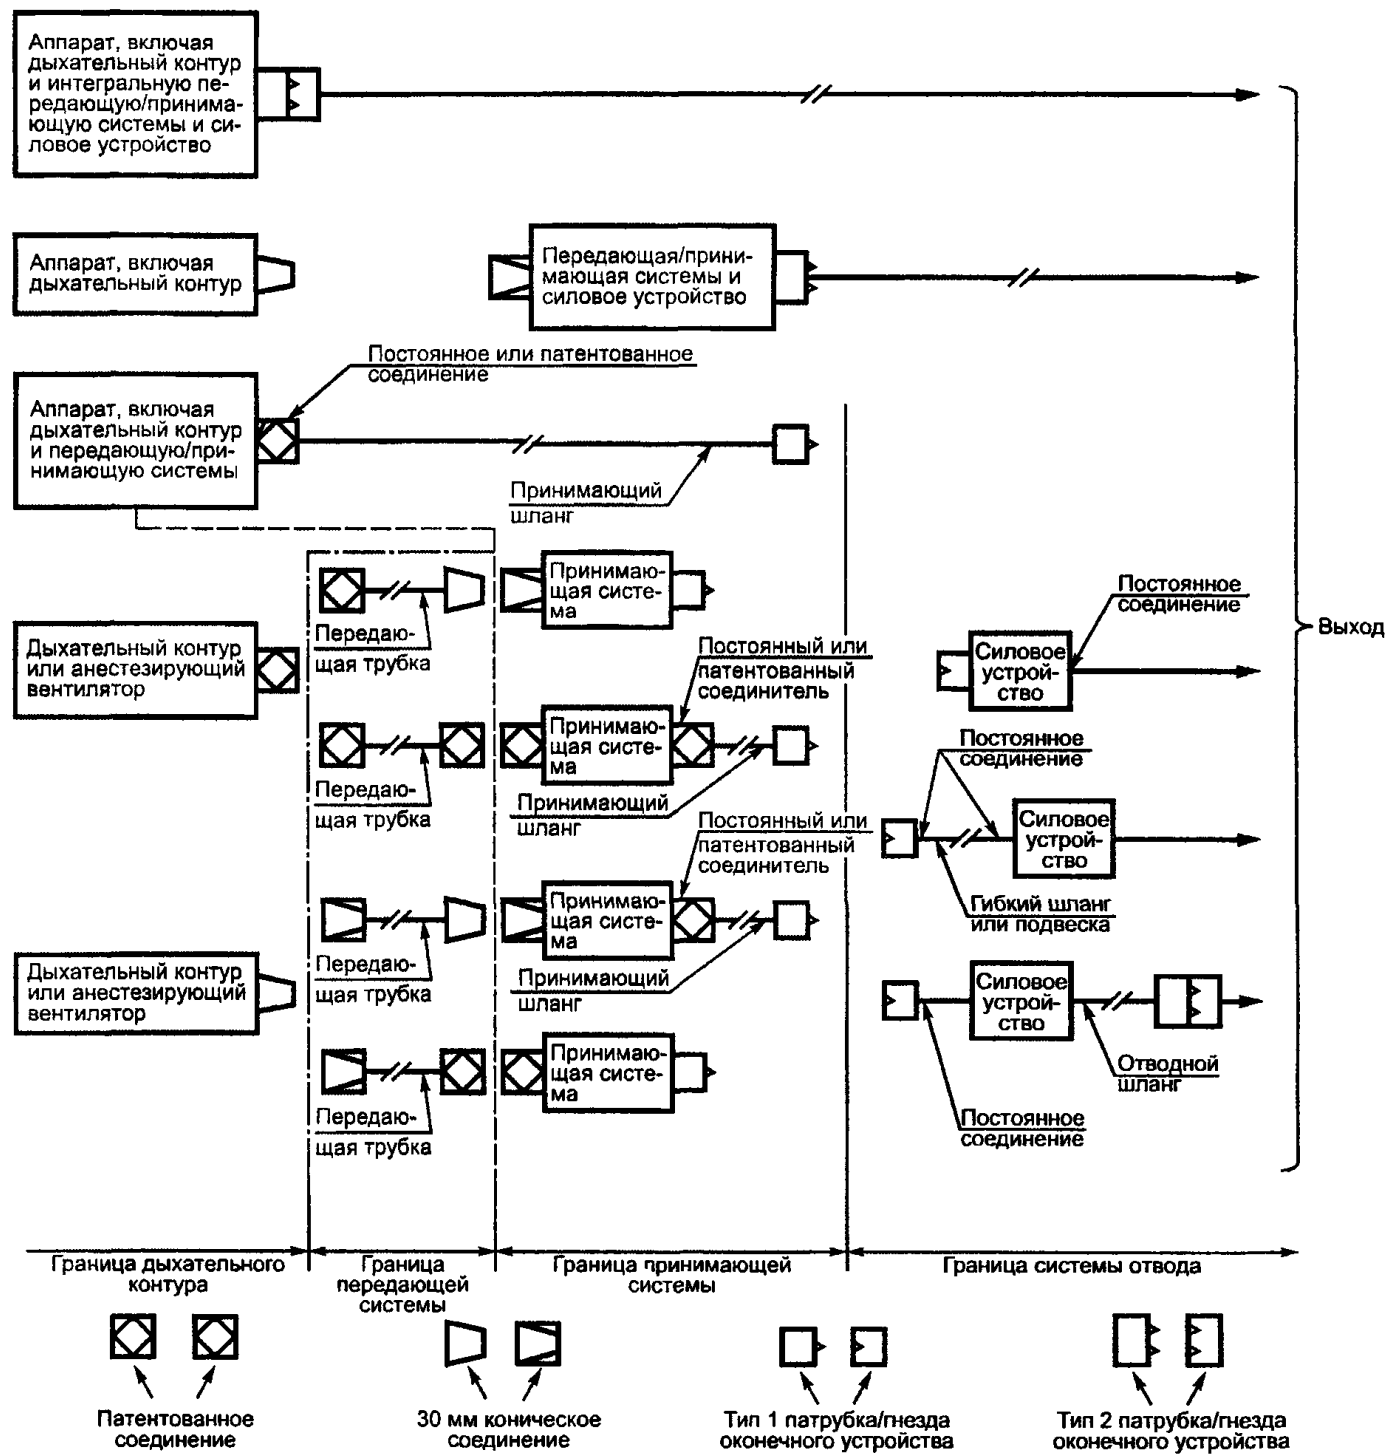 Аппарат, включая
дыхательный контур
и интегральную пе-
редающую/принима-
ющую системы и си-
ловое устройство
Аппарат, включая
дыхательный контур
Передающая/прини-
мающая системы и
силовое устройство
Постоянное или патентованное
соединение
Аппарат, включая
дыхательный контур
и передающую/при-
нимающую системы
Принимающий
шланг
Принимаю-
щая систе-
ма
Передаю-
щая трубка
Постоянное
соединение
Выход
Дыхательный контур
или анестезирующий
вентилятор
Постоянный или
патентованный
соединитель
Силовое
устрой-
ство
Принимаю-
щая систе-
ма
Постоянное
соединение
Передаю-
щая трубка
Принимающий
шланг
Постоянный или
патентованный
соединитель
Силовое
устрой-
ство
Принимаю-
щая систе-
ма
Гибкий шланг
или подвеска
Передаю-
щая трубка
Принимающий
шланг
Дыхательный контур
или анестезирующий
вентилятор
Силовое
устрой-
ство
Принимаю-
щая систе-
ма
Отводной
шланг
Передаю-
щая трубка
Постоянное
соединение
Граница дыхательного
контура
Граница
передающей
системы
Граница принимающей
системы
Граница системы отвода
Патентованное
соединение
30 мм коническое
соединение
Тип 1 патрубка/гнезда
оконечного устройства
Тип 2 патрубка/гнезда
оконечного устройства